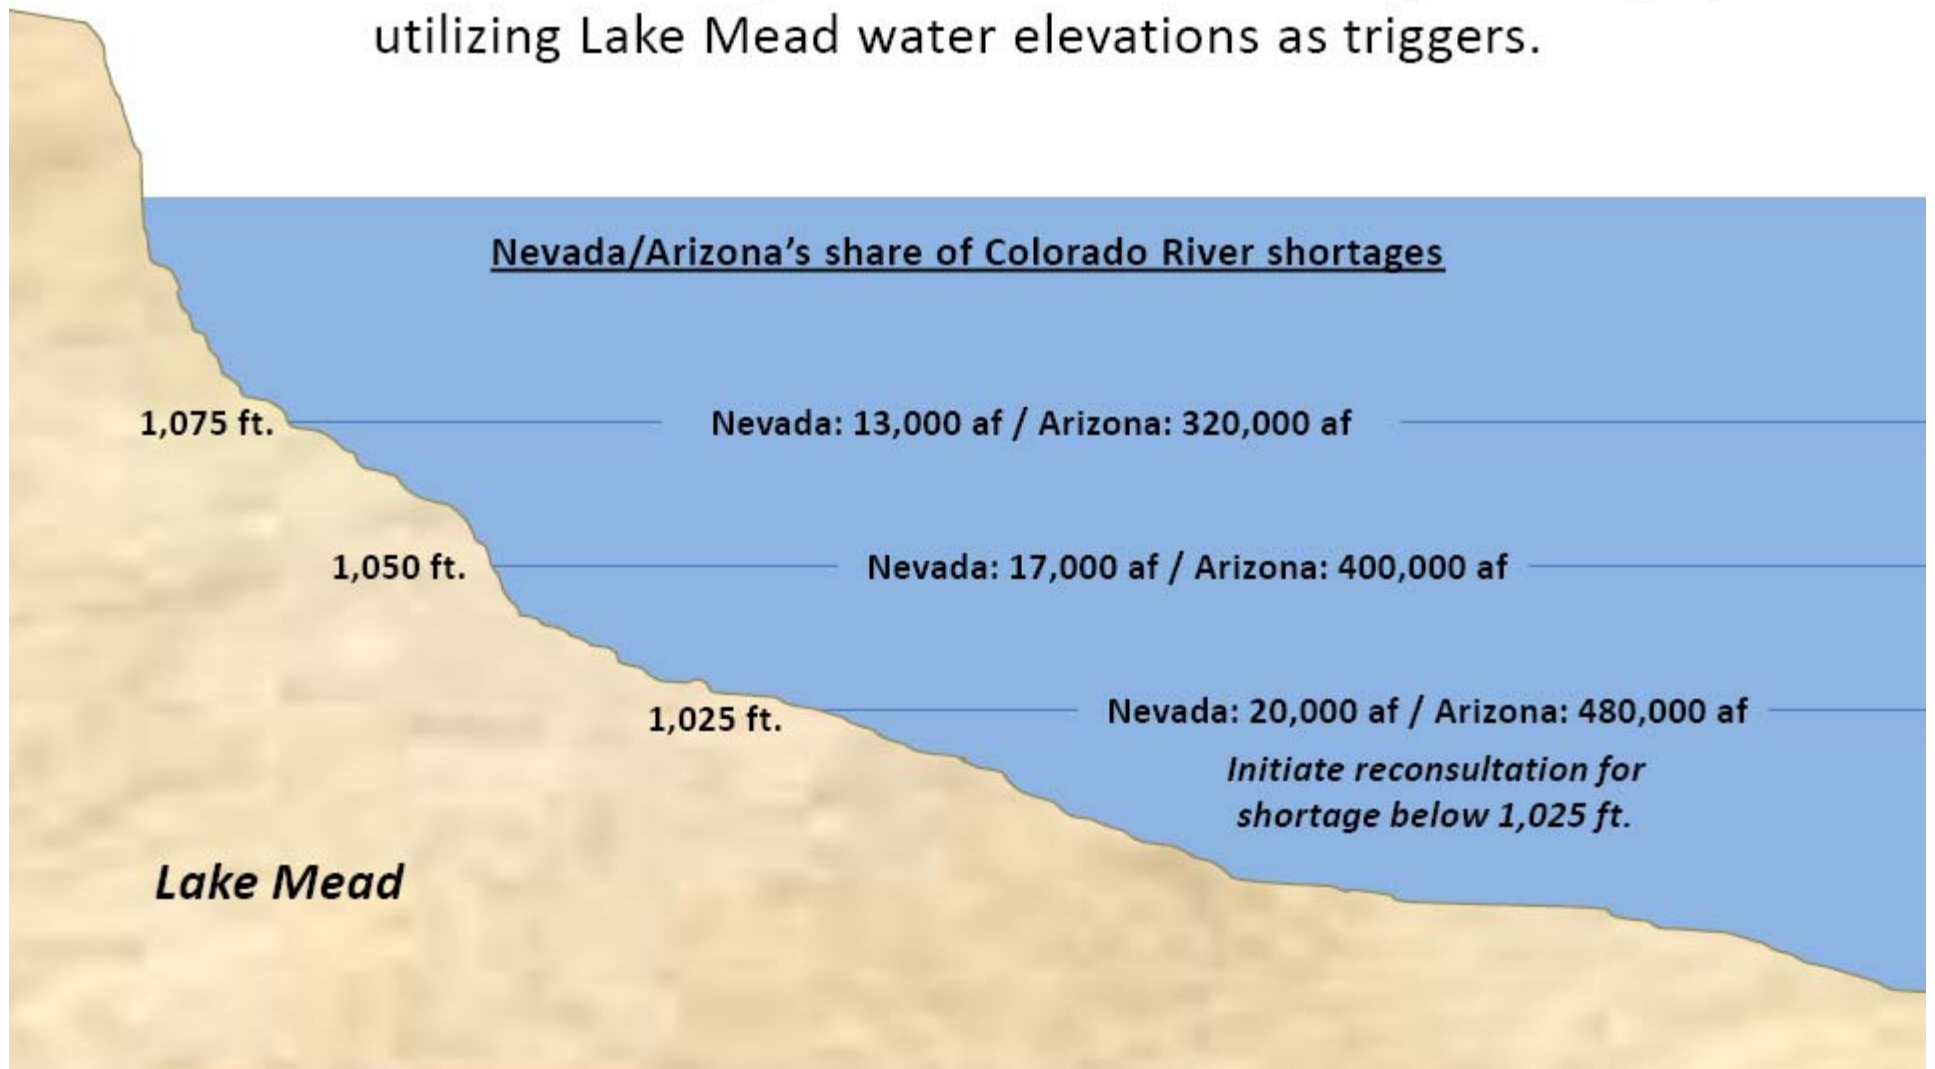 utilizing Lake Mead water elevations as triggers.
Nevada/Arizona’s share of Colorado River shortages
1,075 ft.
Nevada: 13,000 af / Arizona: 320,000 af
1,050 ft.
Nevada: 17,000 af / Arizona: 400,000 af
1,025 ft.
Nevada: 20,000 af / Arizona: 480,000 af
Initiate reconsultation for
shortage below 1,025 ft.
Lake Mead